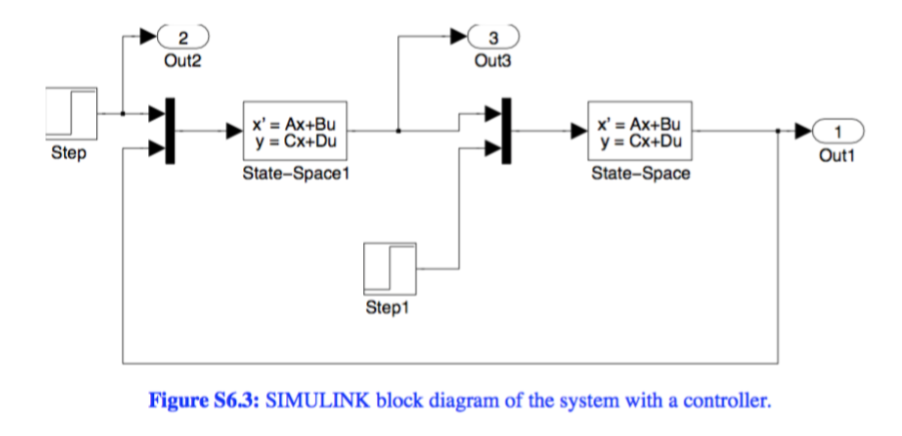 2
Out2
3
Out3
Step
x' = Ax+Bu
y = Cx+Du
State-Space1
x' = Ax+Bu
y = Cx+Du
State-Space
1
Out1
Step1
Figure S6.3: SIMULINK block diagram of the system with a controller.